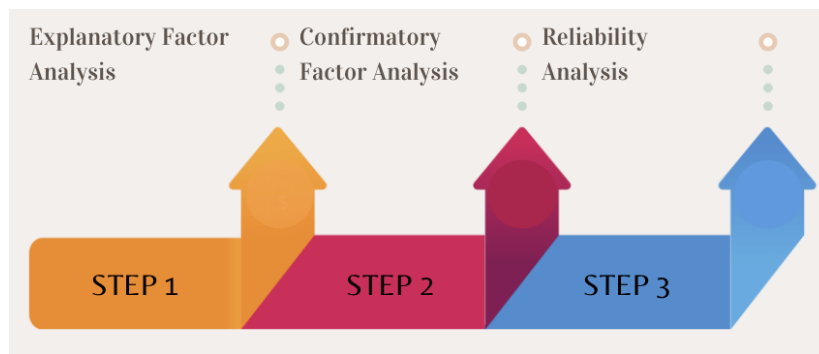 Explanatory Factor
Analysis
Confirmatory
Factor Analysis
Reliability
Analysis
STEP 1
STEP 2
STEP 3